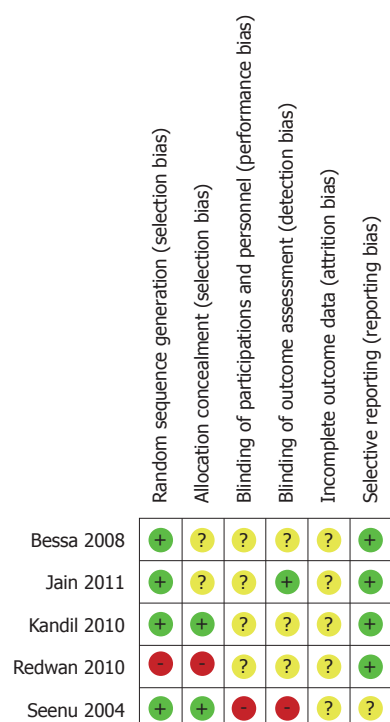 Random sequence generation (selection bias)
Allocation concealment (selection bias)
Blinding of participations and personnel (performance bias)
Blinding of outcome assessment (detection bias)
Incomplete outcome data (attrition bias)
Selective reporting (reporting bias)
Bessa 2008 + ? ? ? ? +
Jain 2011 + ? ? + ? +
Kandil 2010 + + ? ? ? +
Redwan 2010 - - ? ? ? +
Seenu 2004 + + - - ? ?